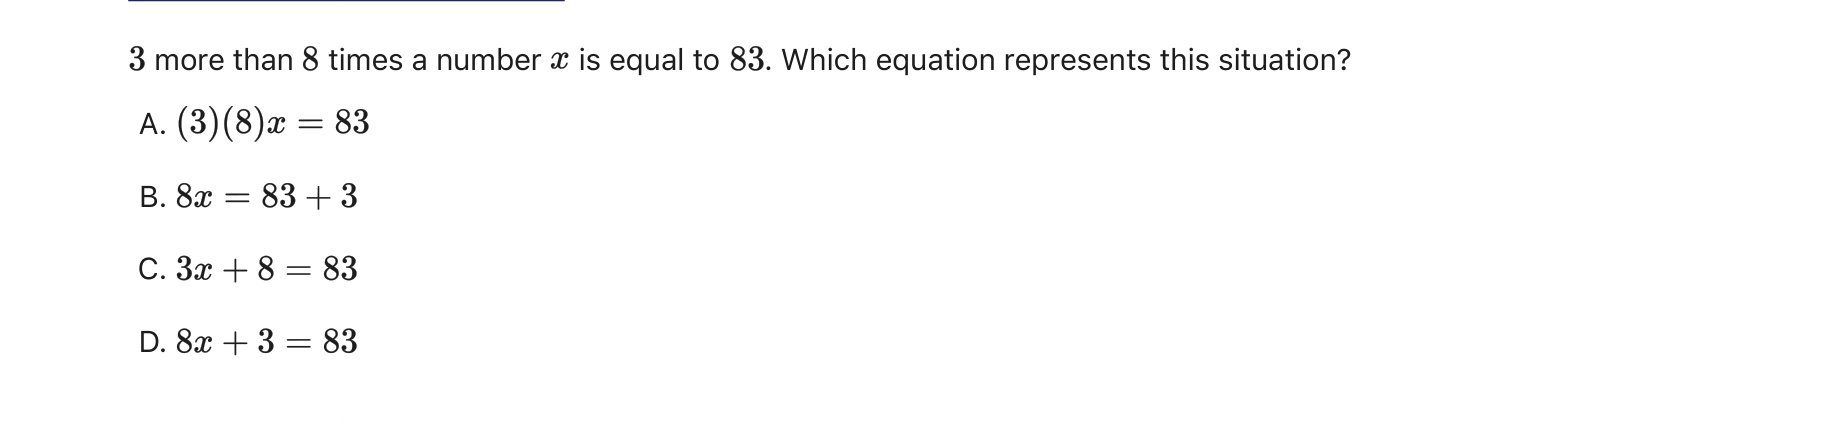 3 more than 8 times a number x is equal to 83. Which equation represents this situation?
A. (3)(8)x = 83
B. 8x = 83 + 3
C. 3x + 8 = 83
D. 8x + 3 = 83